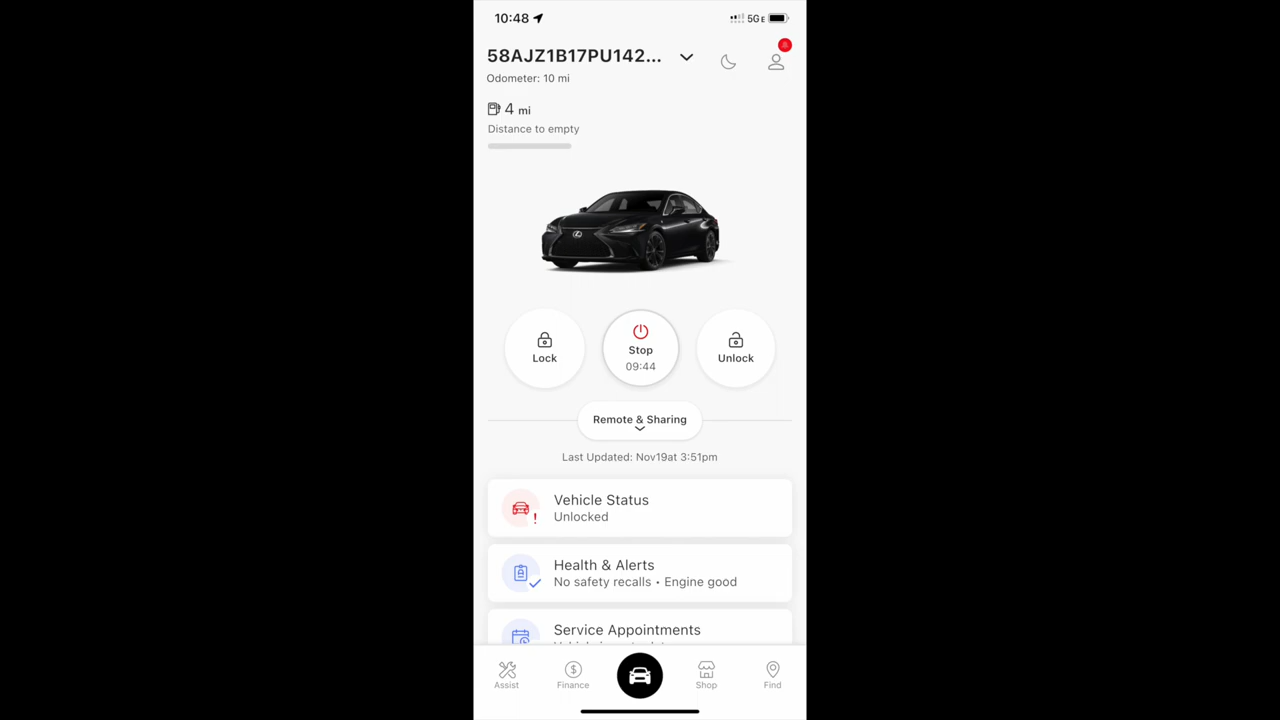 10:48
5GE
58AJZ1B17PU142...
Odometer: 10 mi
4 mi
Distance to empty
Lock
Stop
09:44
Unlock
Remote & Sharing
Last Updated: Nov19at 3:51pm
Vehicle Status
Unlocked
Health & Alerts
No safety recalls • Engine good
Service Appointments
Assist
Finance
Shop
Find